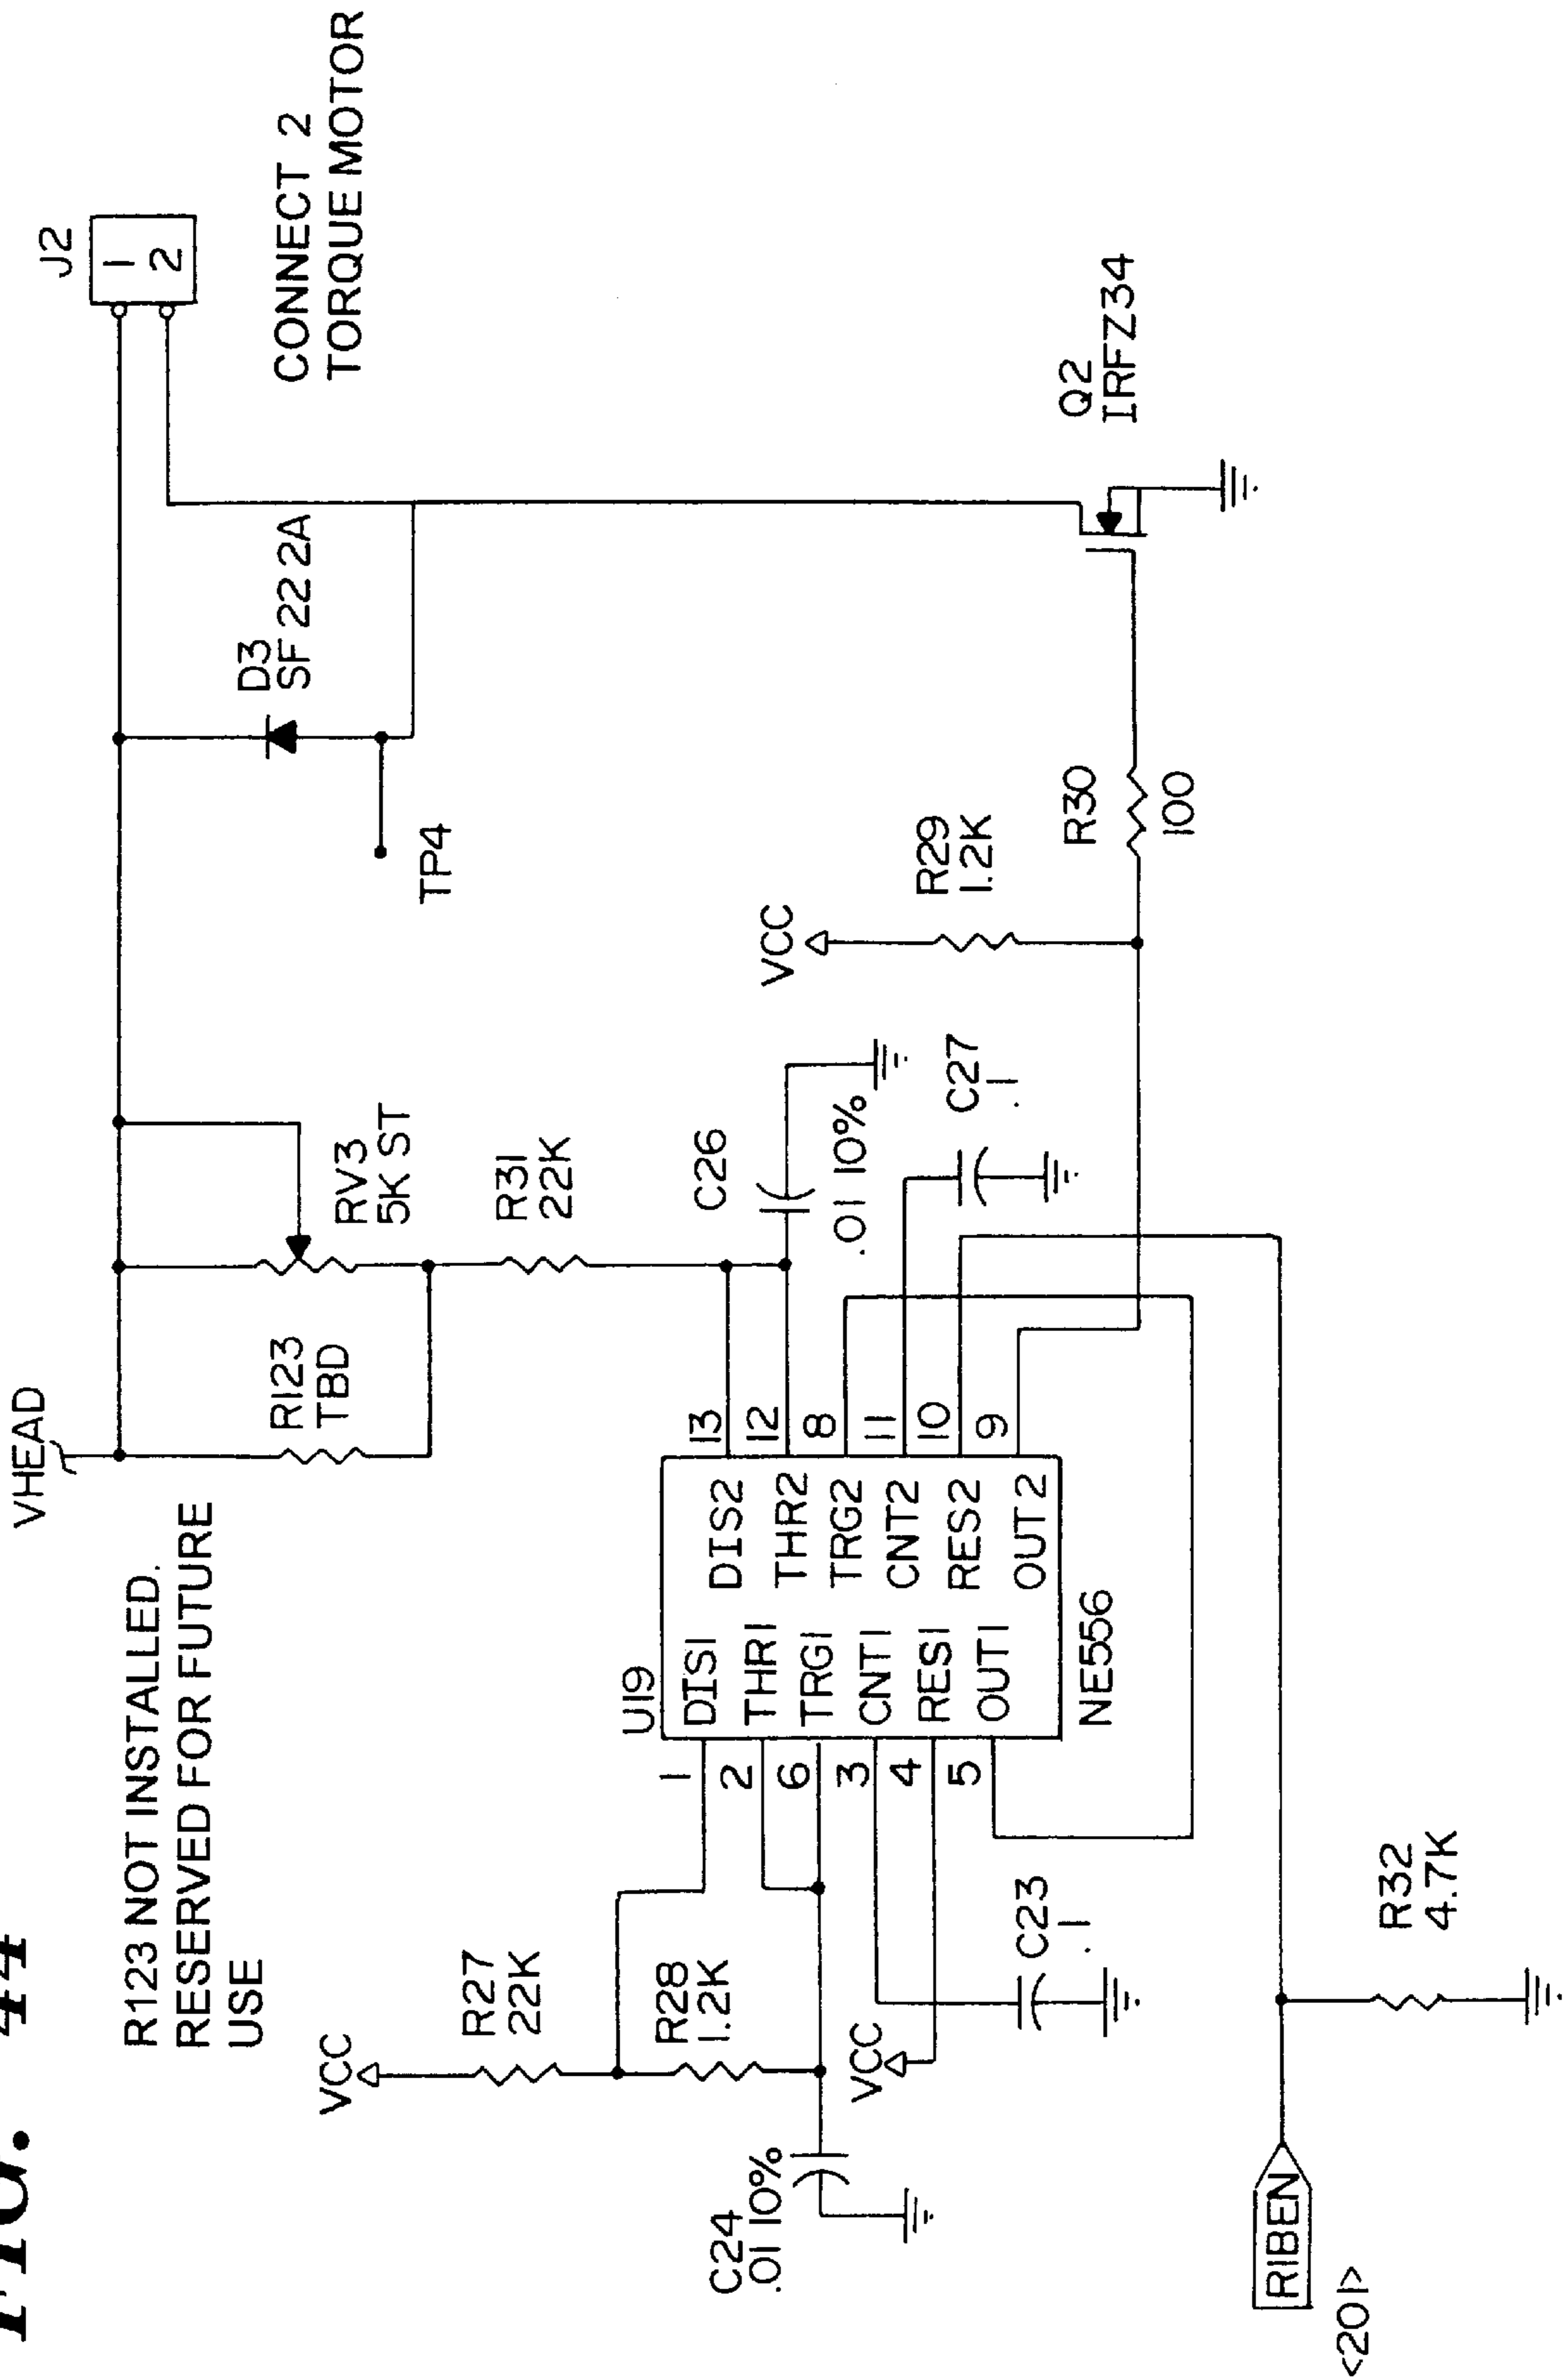 FIG. 44
R123 NOT INSTALLED.
RESERVED FOR FUTURE
USE
VHEAD
R123
TBD
RV3
5K ST
R31
22K
D3
SF 22 2A
TP4
J2
1
2
CONNECT 2
TORQUE MOTOR
VCC
R27
22K
R28
1.2K
C24
.01 10%
VCC
C23
.1
U19
1
2
6
3
4
5
DIS1
THR1
TRG1
CNT1
RES1
OUT1
DIS2
THR2
TRG2
CNT2
RES2
OUT2
13
12
8
11
10
9
NE556
C26
.01 10%
C27
.1
VCC
R29
1.2K
R30
100
Q2
IRFZ34
RIBEN
<201>
R32
4.7K